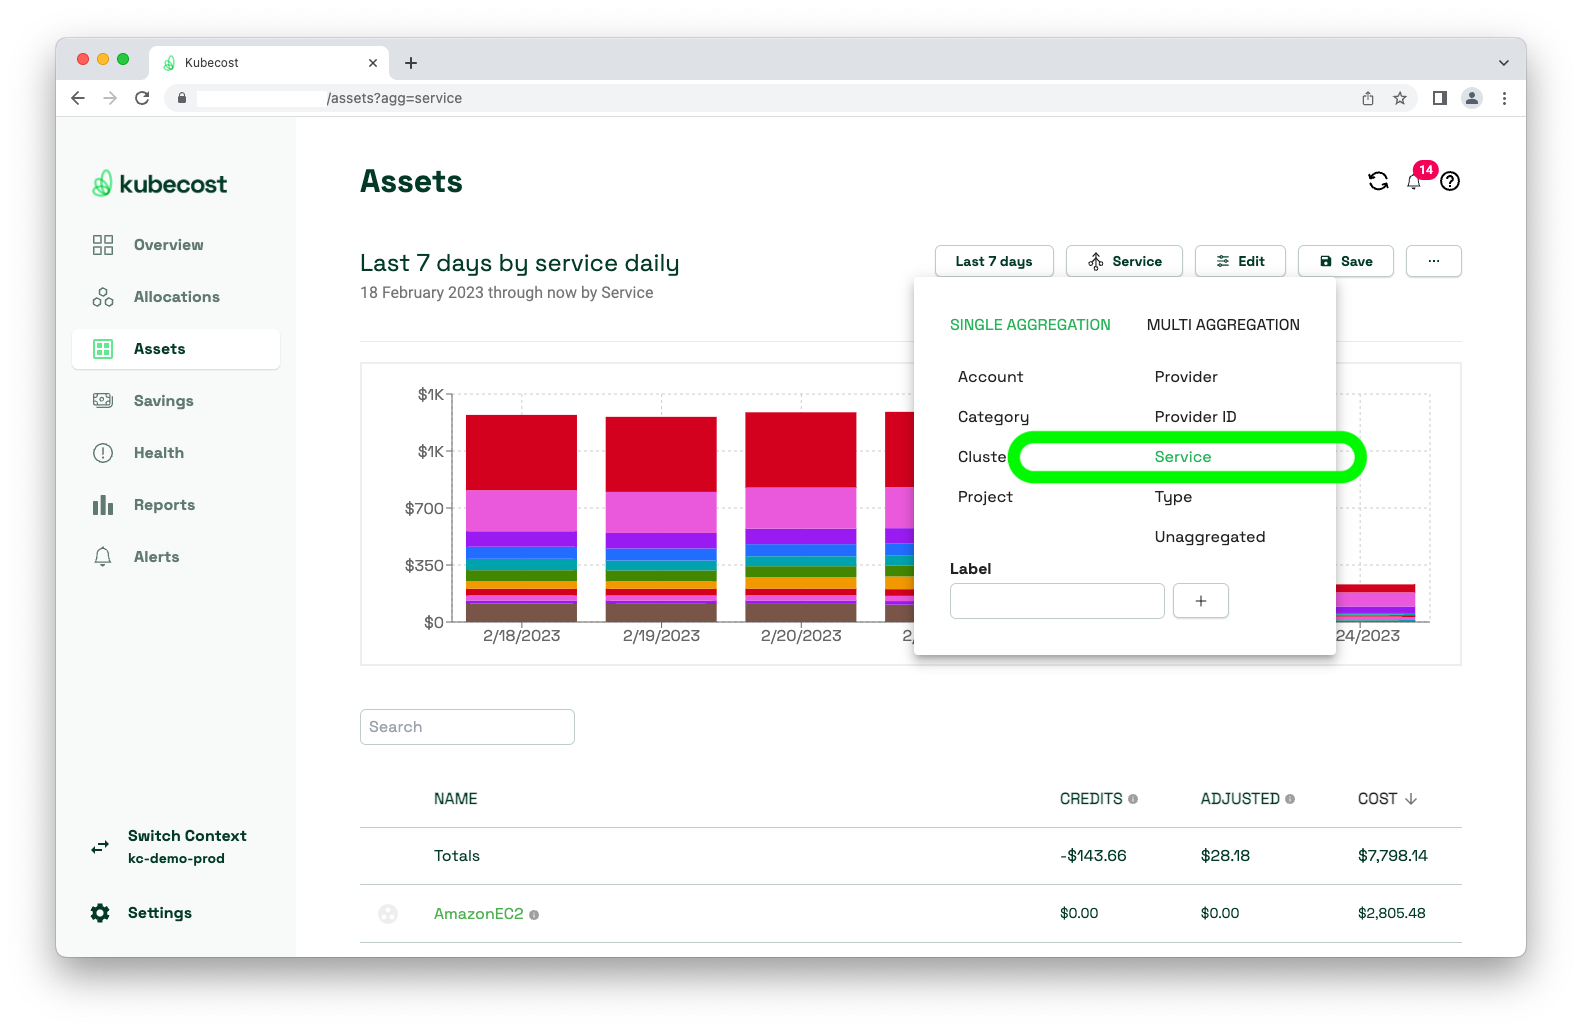 Kubecost
/assets?agg=service
kubecost
Overview
Allocations
Assets
Savings
Health
Reports
Alerts
Switch Context
kc-demo-prod
Settings
Assets
14
Last 7 days by service daily
18 February 2023 through now by Service
Last 7 days
Service
Edit
Save
...
SINGLE AGGREGATION
MULTI AGGREGATION
Account
Provider
Category
Provider ID
Cluste
Service
Project
Type
Unaggregated
Label
+
$1K
$1K
$700
$350
$0
2/18/2023
2/19/2023
2/20/2023
2/
24/2023
Search
NAME CREDITS ADJUSTED COST
Totals -$143.66 $28.18 $7,798.14
AmazonEC2 $0.00 $0.00 $2,805.48